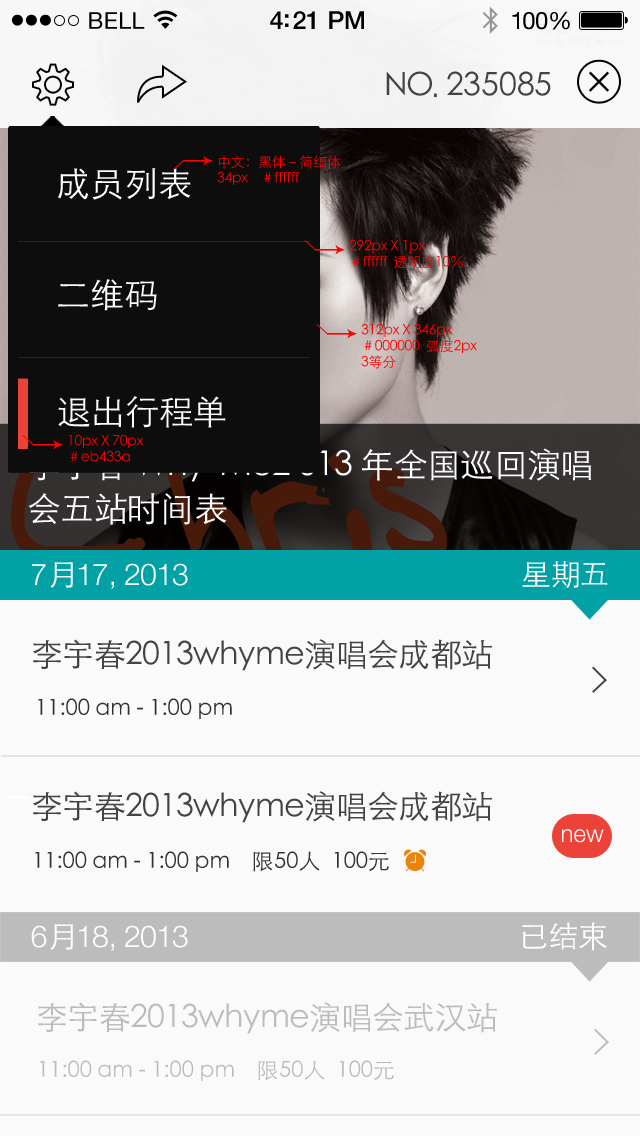 BELL 4:21 PM 100%
NO. 235085
成员列表
中文：黑体－简细体
34px #ffffff
292px X 1px
#ffffff 透明度10%
二维码
312px X 346px
#000000 弧度2px
3等分
退出行程单
10px X 70px
#eb433a
年全国巡回演唱
会五站时间表
Chris
7月17, 2013 星期五
李宇春2013whyme演唱会成都站
11:00 am - 1:00 pm
李宇春2013whyme演唱会成都站
new
11:00 am - 1:00 pm 限50人 100元
6月18, 2013 已结束
李宇春2013whyme演唱会武汉站
11:00 am - 1:00 pm 限50人 100元